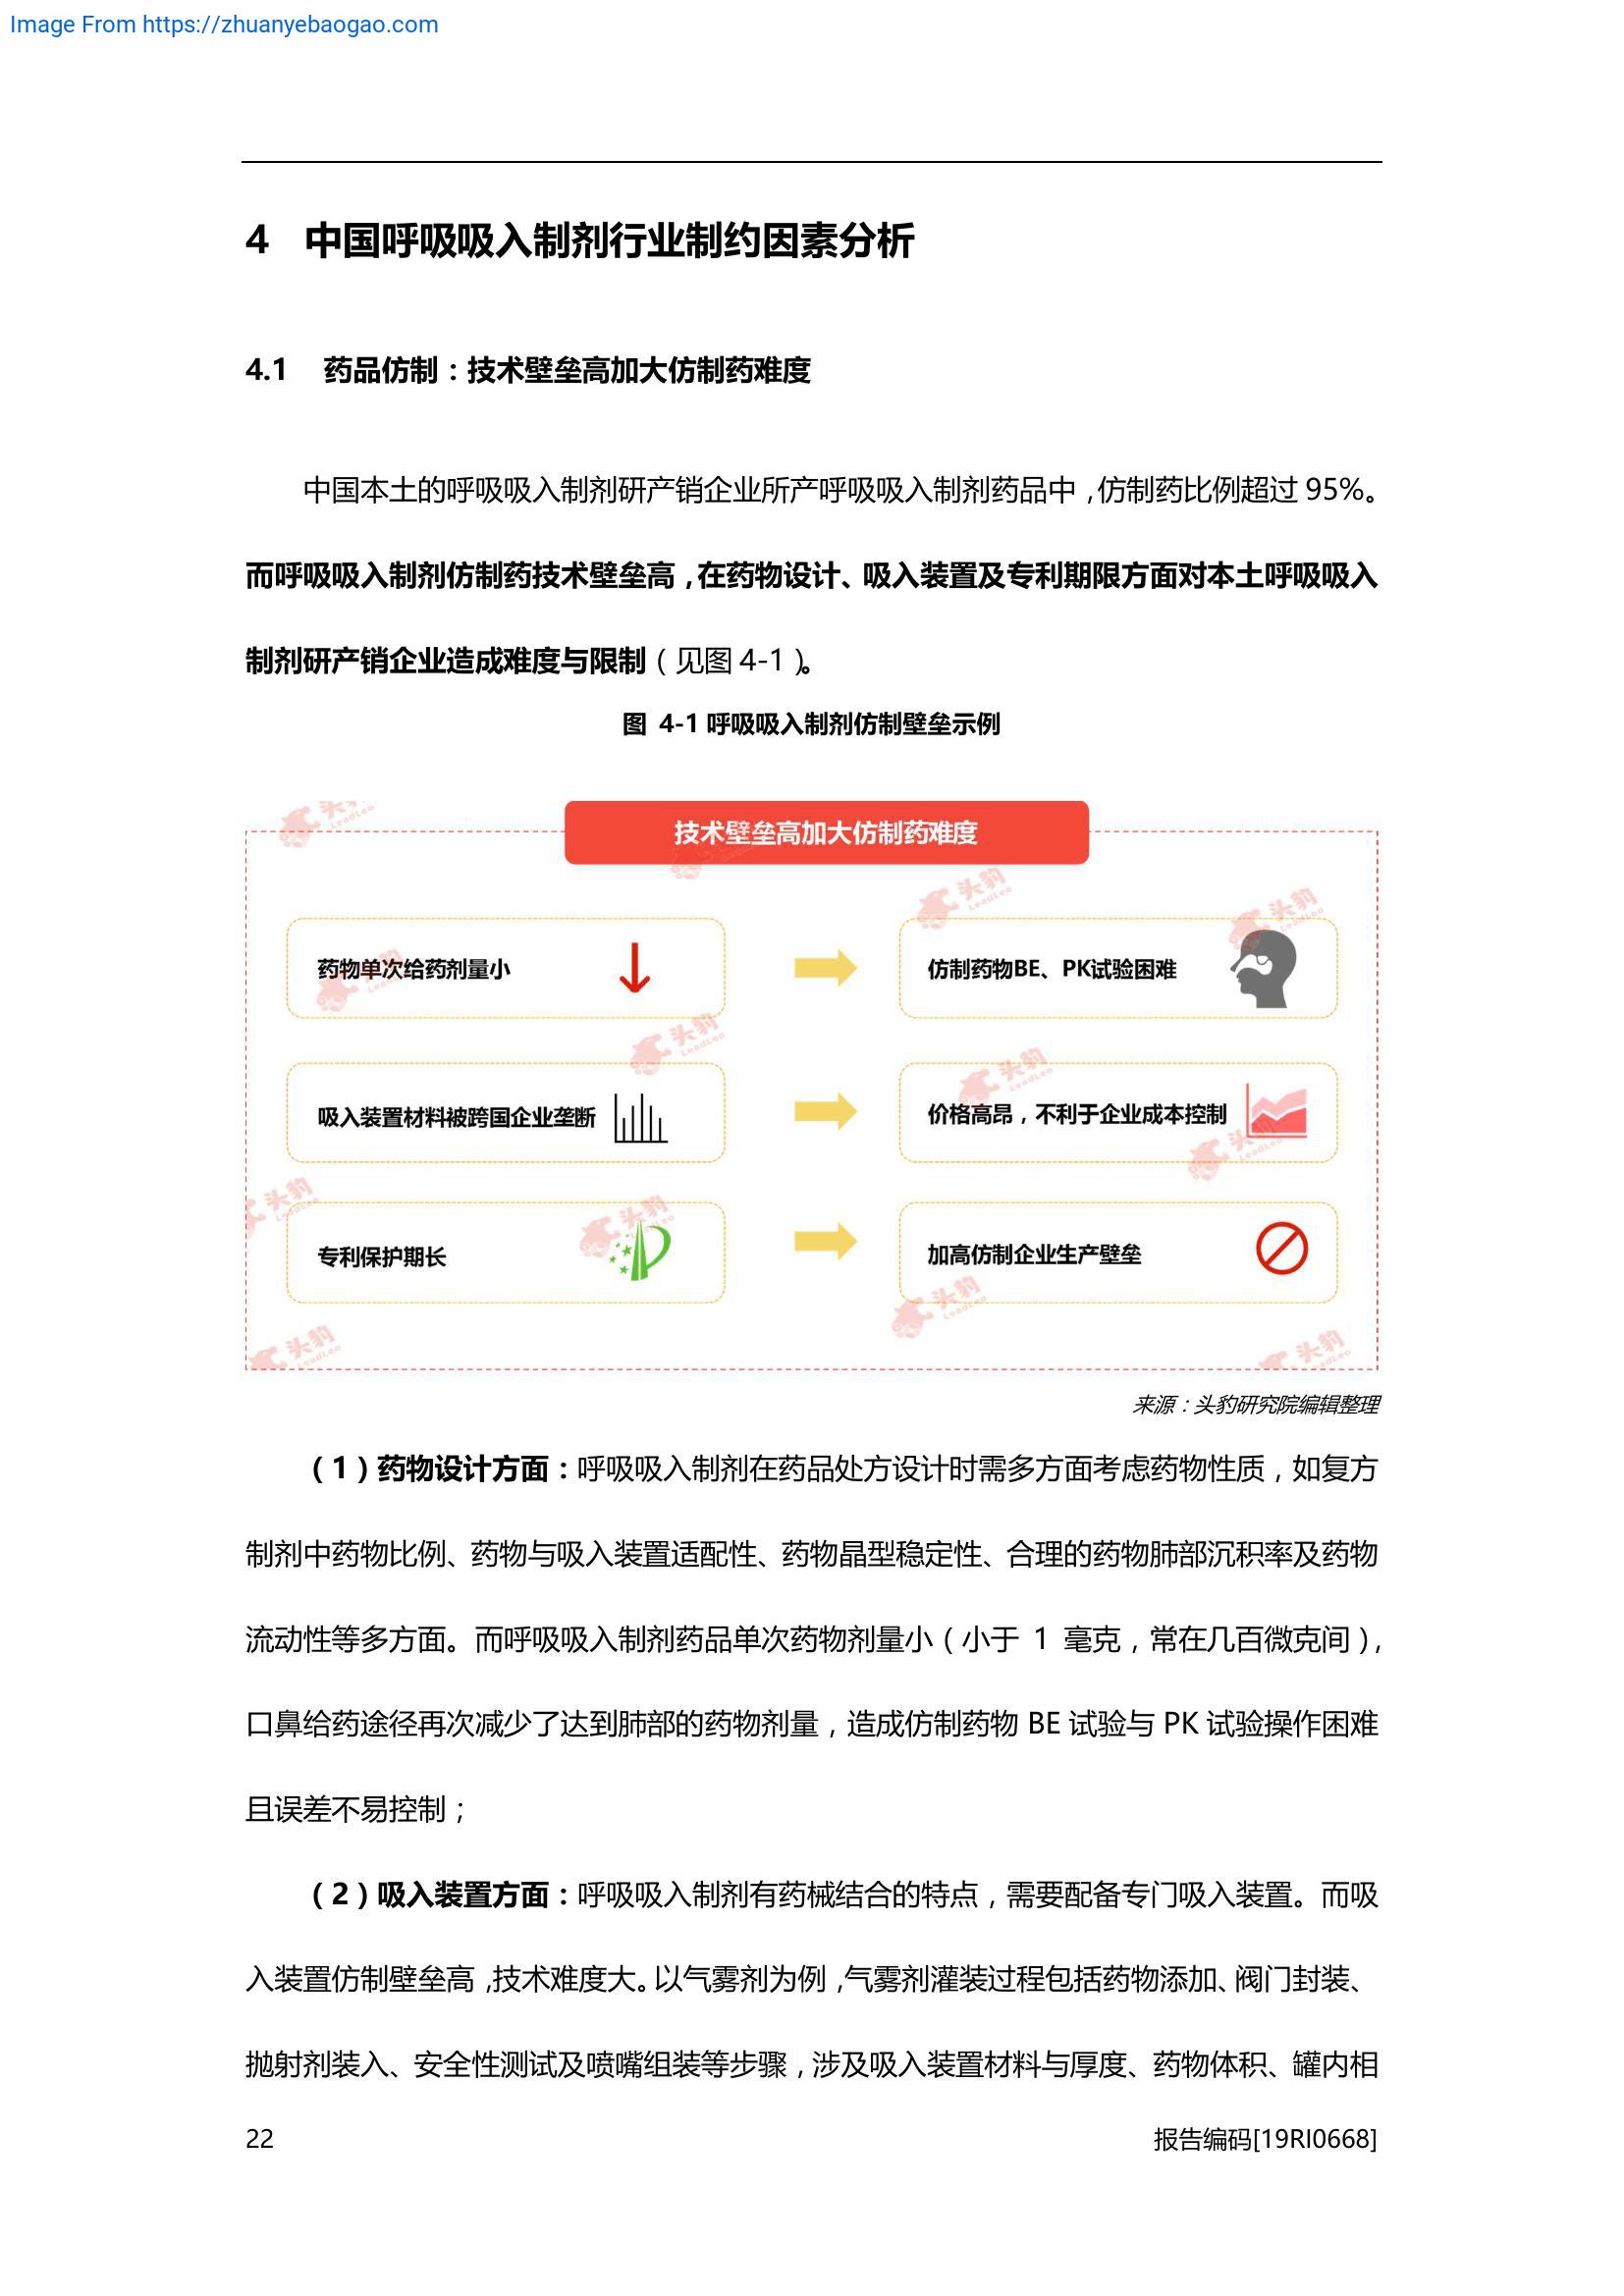 Image From https://zhuanyebaogao.com
4 中国呼吸吸入制剂行业制约因素分析
4.1 药品仿制：技术壁垒高加大仿制药难度
中国本土的呼吸吸入制剂研产销企业所产呼吸吸入制剂药品中，仿制药比例超过 95%。
而呼吸吸入制剂仿制药技术壁垒高，在药物设计、吸入装置及专利期限方面对本土呼吸吸入
制剂研产销企业造成难度与限制（见图 4-1）。
图 4-1 呼吸吸入制剂仿制壁垒示例
技术壁垒高加大仿制药难度
药物单次给药剂量小
仿制药物BE、PK试验困难
吸入装置材料被跨国企业垄断
价格高昂，不利于企业成本控制
专利保护期长
加高仿制企业生产壁垒
头豹
LeadLeo
来源：头豹研究院编辑整理
（1）药物设计方面：呼吸吸入制剂在药品处方设计时需多方面考虑药物性质，如复方
制剂中药物比例、药物与吸入装置适配性、药物晶型稳定性、合理的药物肺部沉积率及药物
流动性等多方面。而呼吸吸入制剂药品单次药物剂量小（小于 1 毫克，常在几百微克间），
口鼻给药途径再次减少了达到肺部的药物剂量，造成仿制药物 BE 试验与 PK 试验操作困难
且误差不易控制；
（2）吸入装置方面：呼吸吸入制剂有药械结合的特点，需要配备专门吸入装置。而吸
入装置仿制壁垒高，技术难度大。以气雾剂为例，气雾剂灌装过程包括药物添加、阀门封装、
抛射剂装入、安全性测试及喷嘴组装等步骤，涉及吸入装置材料与厚度、药物体积、罐内相
22
报告编码[19RI0668]